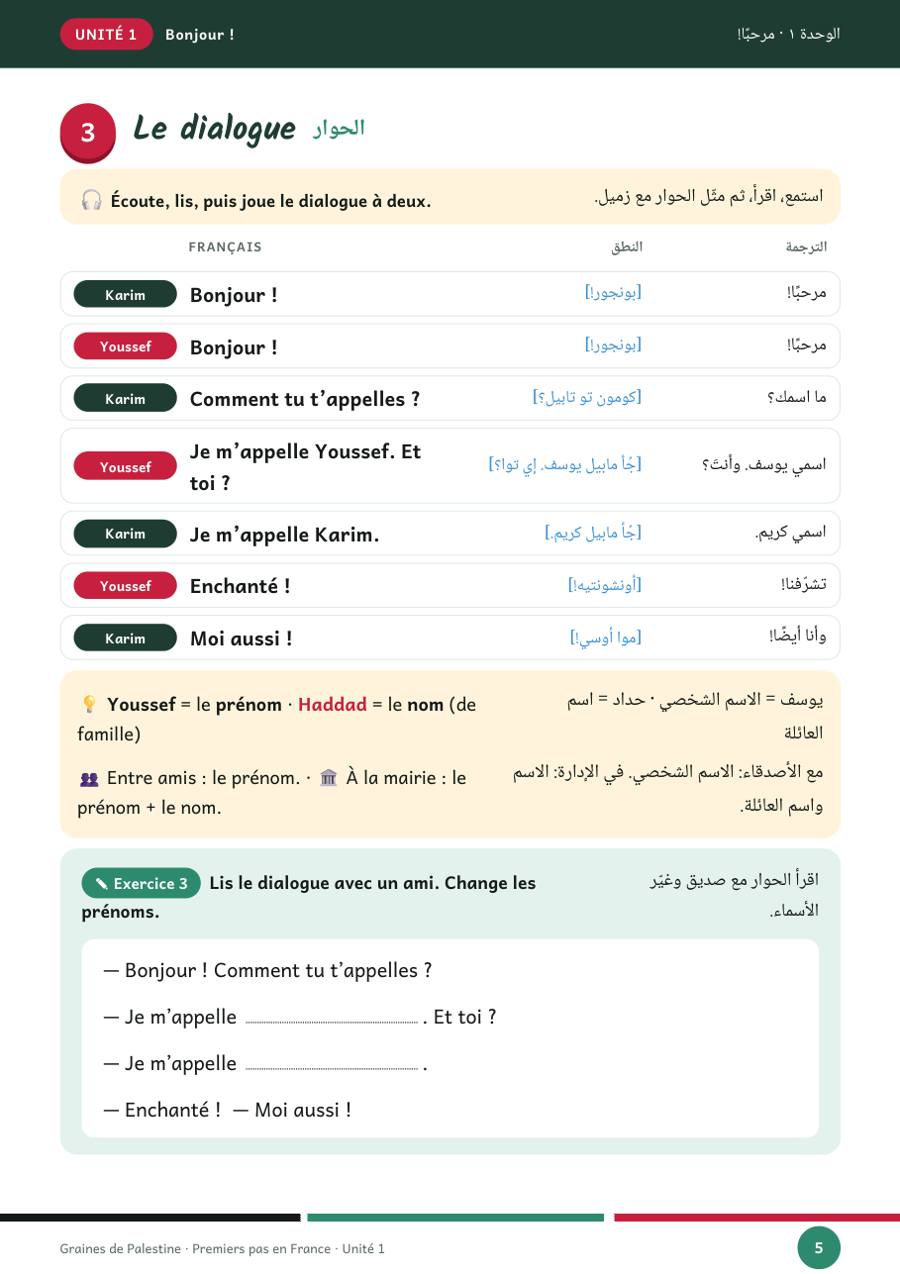 UNITÉ 1 Bonjour ! الوحدة ١ · مرحبًا!
3 Le dialogue الحوار
Écoute, lis, puis joue le dialogue à deux. استمع، اقرأ، ثم مثّل الحوار مع زميل.
FRANÇAIS النطق الترجمة
Karim Bonjour ! [بونجور!] مرحبًا!
Youssef Bonjour ! [بونجور!] مرحبًا!
Karim Comment tu t’appelles ? [كومون تو تابيل؟] ما اسمك؟
Youssef Je m’appelle Youssef. Et [جُأ مابيل يوسف. إي توا؟] اسمي يوسف. وأنتَ؟
toi ?
Karim Je m’appelle Karim. [جُأ مابيل كريم.] اسمي كريم.
Youssef Enchanté ! [أونشونتيه!] تشرّفنا!
Karim Moi aussi ! [موا أوسي!] وأنا أيضًا!
Youssef = le prénom · Haddad = le nom (de يوسف = الاسم الشخصي · حداد = اسم
famille) العائلة
Entre amis : le prénom. · À la mairie : le مع الأصدقاء: الاسم الشخصي. في الإدارة: الاسم
prénom + le nom. واسم العائلة.
Exercice 3 Lis le dialogue avec un ami. Change les اقرأ الحوار مع صديق وغيّر
prénoms. الأسماء.
— Bonjour ! Comment tu t’appelles ?
— Je m’appelle . Et toi ?
— Je m’appelle .
— Enchanté ! — Moi aussi !
Graines de Palestine · Premiers pas en France · Unité 1 5